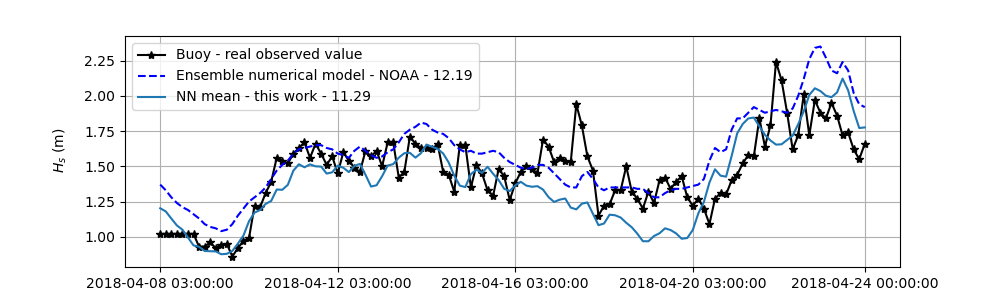 Buoy - real observed value
Ensemble numerical model - NOAA - 12.19
NN mean - this work - 11.29
H_s (m)
2.25
2.00
1.75
1.50
1.25
1.00
2018-04-08 03:00:00
2018-04-12 03:00:00
2018-04-16 03:00:00
2018-04-20 03:00:00
2018-04-24 00:00:00